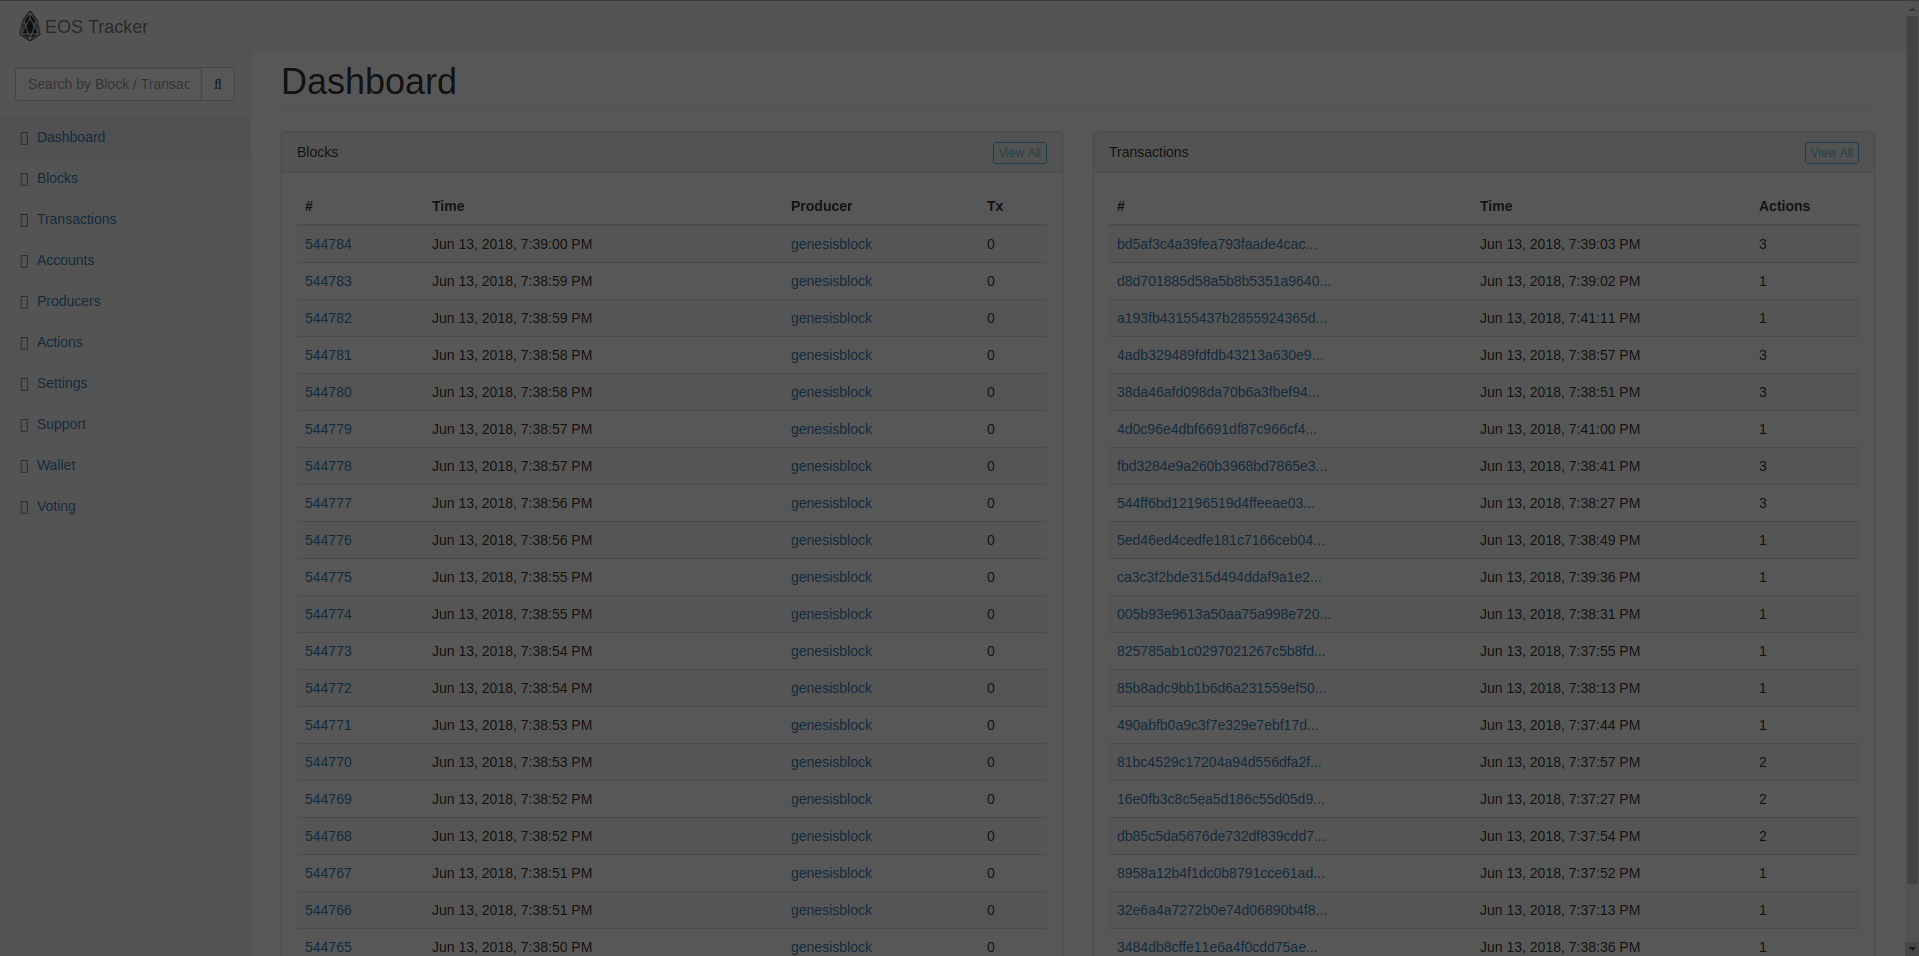 EOS Tracker
Search by Block / Transac
Dashboard
Blocks
Transactions
Accounts
Producers
Actions
Settings
Support
Wallet
Voting
Dashboard
Blocks View All
# Time Producer Tx
544784 Jun 13, 2018, 7:39:00 PM genesisblock 0
544783 Jun 13, 2018, 7:38:59 PM genesisblock 0
544782 Jun 13, 2018, 7:38:59 PM genesisblock 0
544781 Jun 13, 2018, 7:38:58 PM genesisblock 0
544780 Jun 13, 2018, 7:38:58 PM genesisblock 0
544779 Jun 13, 2018, 7:38:57 PM genesisblock 0
544778 Jun 13, 2018, 7:38:57 PM genesisblock 0
544777 Jun 13, 2018, 7:38:56 PM genesisblock 0
544776 Jun 13, 2018, 7:38:56 PM genesisblock 0
544775 Jun 13, 2018, 7:38:55 PM genesisblock 0
544774 Jun 13, 2018, 7:38:55 PM genesisblock 0
544773 Jun 13, 2018, 7:38:54 PM genesisblock 0
544772 Jun 13, 2018, 7:38:54 PM genesisblock 0
544771 Jun 13, 2018, 7:38:53 PM genesisblock 0
544770 Jun 13, 2018, 7:38:53 PM genesisblock 0
544769 Jun 13, 2018, 7:38:52 PM genesisblock 0
544768 Jun 13, 2018, 7:38:52 PM genesisblock 0
544767 Jun 13, 2018, 7:38:51 PM genesisblock 0
544766 Jun 13, 2018, 7:38:51 PM genesisblock 0
544765 Jun 13, 2018, 7:38:50 PM genesisblock 0
Transactions View All
# Time Actions
bd5af3c4a39fea793faade4cac... Jun 13, 2018, 7:39:03 PM 3
d8d701885d58a5b8b5351a9640... Jun 13, 2018, 7:39:02 PM 1
a193fb43155437b2855924365d... Jun 13, 2018, 7:41:11 PM 1
4adb329489fdfdb43213a630e9... Jun 13, 2018, 7:38:57 PM 3
38da46afd098da70b6a3fbef94... Jun 13, 2018, 7:38:51 PM 3
4d0c96e4dbf6691df87c966cf4... Jun 13, 2018, 7:41:00 PM 1
fbd3284e9a260b3968bd7865e3... Jun 13, 2018, 7:38:41 PM 3
544ff6bd12196519d4ffeeae03... Jun 13, 2018, 7:38:27 PM 3
5ed46ed4cedfe181c7166ceb04... Jun 13, 2018, 7:38:49 PM 1
ca3c3f2bde315d494ddaf9a1e2... Jun 13, 2018, 7:39:36 PM 1
005b93e9613a50aa75a998e720... Jun 13, 2018, 7:38:31 PM 1
825785ab1c0297021267c5b8fd... Jun 13, 2018, 7:37:55 PM 1
85b8adc9bb1b6d6a231559ef50... Jun 13, 2018, 7:38:13 PM 1
490abfb0a9c3f7e329e7ebf17d... Jun 13, 2018, 7:37:44 PM 1
81bc4529c17204a94d556dfa2f... Jun 13, 2018, 7:37:57 PM 2
16e0fb3c8c5ea5d186c55d05d9... Jun 13, 2018, 7:37:27 PM 2
db85c5da5676de732df839cdd7... Jun 13, 2018, 7:37:54 PM 2
8958a12b4f1dc0b8791cce61ad... Jun 13, 2018, 7:37:52 PM 1
32e6a4a7272b0e74d06890b4f8... Jun 13, 2018, 7:37:13 PM 1
3484db8cffe11e6a4f0cdd75ae... Jun 13, 2018, 7:38:36 PM 1